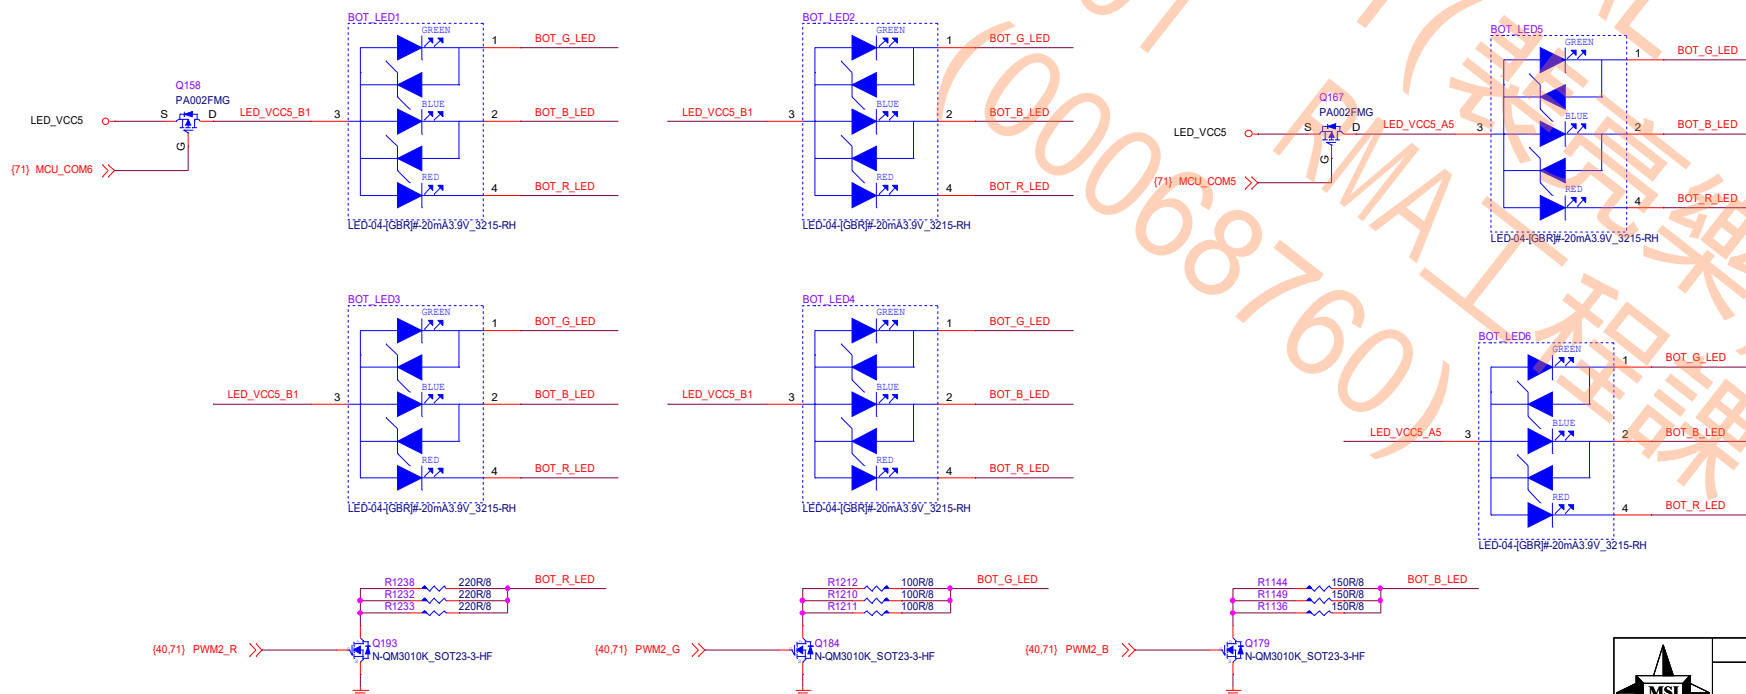 BOT_LED1
GREEN
1 BOT_G_LED
BLUE
LED_VCC5_B1 3
2 BOT_B_LED
RED
4 BOT_R_LED
LED-04-[GBR]#-20mA3.9V_3215-RH
Q158
PA002FMG
LED_VCC5
S D
G
{71} MCU_COM6
BOT_LED2
GREEN
1 BOT_G_LED
BLUE
LED_VCC5_B1 3
2 BOT_B_LED
RED
4 BOT_R_LED
LED-04-[GBR]#-20mA3.9V_3215-RH
BOT_LED5
GREEN
1 BOT_G_LED
BLUE
LED_VCC5_A5 3
2 BOT_B_LED
RED
4 BOT_R_LED
LED-04-[GBR]#-20mA3.9V_3215-RH
Q167
PA002FMG
LED_VCC5
S D
G
{71} MCU_COM5
BOT_LED3
GREEN
1 BOT_G_LED
BLUE
LED_VCC5_B1 3
2 BOT_B_LED
RED
4 BOT_R_LED
LED-04-[GBR]#-20mA3.9V_3215-RH
BOT_LED4
GREEN
1 BOT_G_LED
BLUE
LED_VCC5_B1 3
2 BOT_B_LED
RED
4 BOT_R_LED
LED-04-[GBR]#-20mA3.9V_3215-RH
BOT_LED6
GREEN
1 BOT_G_LED
BLUE
LED_VCC5_A5 3
2 BOT_B_LED
RED
4 BOT_R_LED
LED-04-[GBR]#-20mA3.9V_3215-RH
R1238 220R/8 BOT_R_LED
R1232 220R/8
R1233 220R/8
Q193
{40,71} PWM2_R
N-QM3010K_SOT23-3-HF
R1212 100R/8 BOT_G_LED
R1210 100R/8
R1211 100R/8
Q184
{40,71} PWM2_G
N-QM3010K_SOT23-3-HF
R1144 150R/8 BOT_B_LED
R1149 150R/8
R1136 150R/8
Q179
{40,71} PWM2_B
N-QM3010K_SOT23-3-HF
(00068760)
RMA工程課
MSI